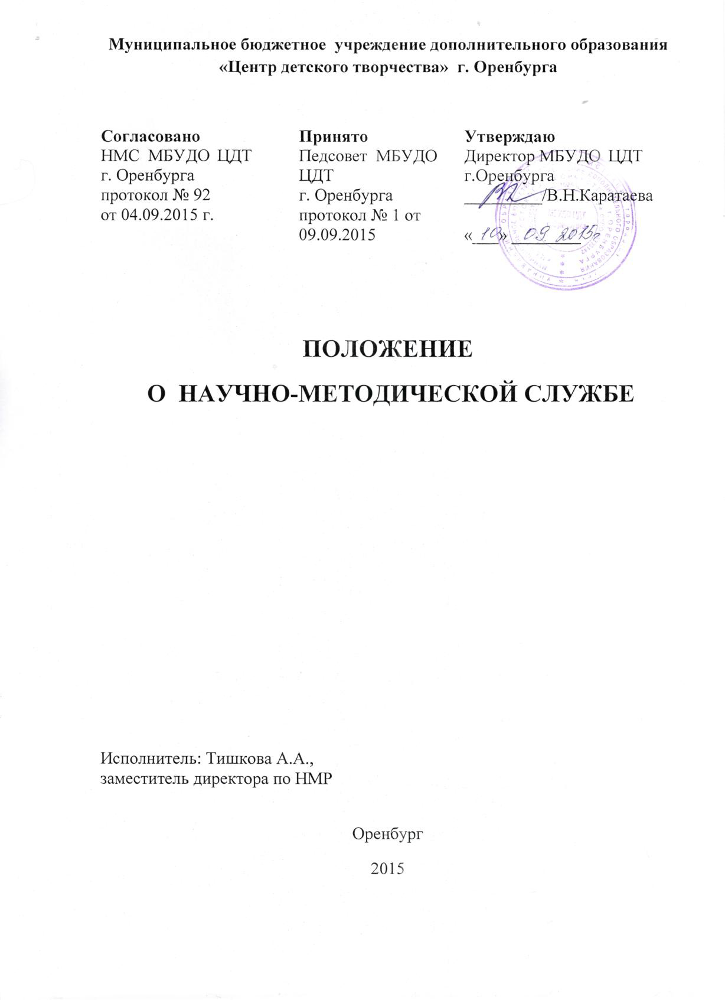 Муниципальное бюджетное учреждение дополнительного образования
«Центр детского творчества» г. Оренбурга
Согласовано
НМС МБУДО ЦДТ
г. Оренбурга
протокол № 92
от 04.09.2015 г.
Принято
Педсовет МБУДО
ЦДТ
г. Оренбурга
протокол № 1 от
09.09.2015
Утверждаю
Директор МБУДО ЦДТ
г.Оренбурга
/В.Н.Каратаева
«10» 09 2015г
ПОЛОЖЕНИЕ
О НАУЧНО-МЕТОДИЧЕСКОЙ СЛУЖБЕ
Исполнитель: Тишкова А.А.,
заместитель директора по НМР
Оренбург
2015